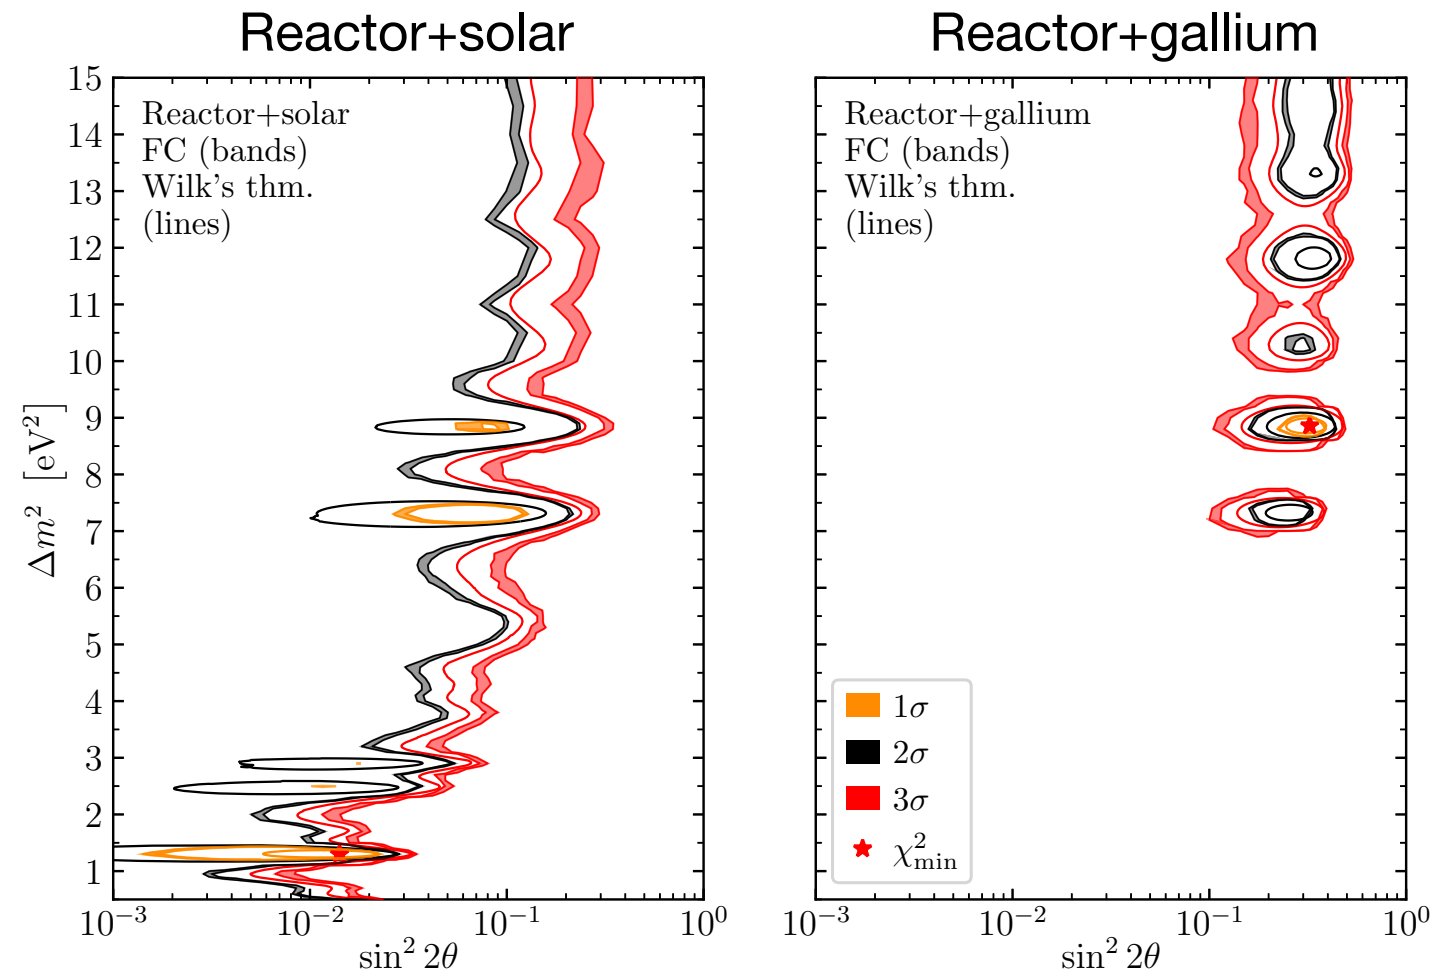 Reactor+solar
Reactor+gallium
Reactor+solar
FC (bands)
Wilk's thm.
(lines)
Reactor+gallium
FC (bands)
Wilk's thm.
(lines)
15
14
13
12
11
10
9
8
7
6
5
4
3
2
1
Δm² [eV²]
1σ
2σ
3σ
χ²min
10⁻³
10⁻²
10⁻¹
10⁰
10⁻³
10⁻²
10⁻¹
10⁰
sin² 2θ
sin² 2θ